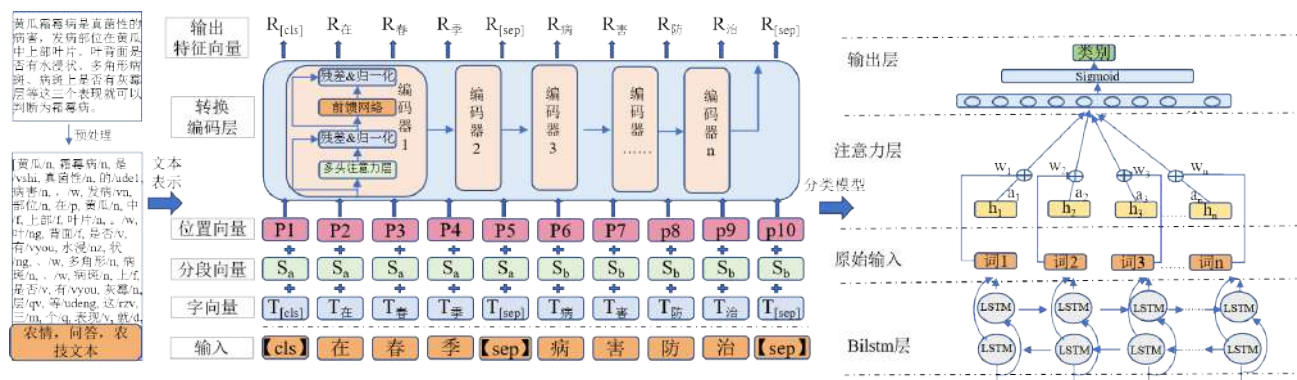 黄瓜霜霉病是真菌性的
病害，发病部位在黄瓜
中上部叶片。叶背面是
否有水浸状、多角形病
斑、病斑上是否有灰霉
层等这三个表现就可以
判断为霜霉病。
预处理
黄瓜/n, 霜霉病/n, 是
/vshi, 真菌性/n, 的/ude1,
病害/n, 、/w, 发病/vn,
部位/n, 在/p, 黄瓜/n, 中
/f, 上部/f, 叶片/n, 。/w,
叶/ng, 背面/f, 是否/v,
有/vyou, 水浸/nz, 状
/ng, 、/w, 多角形/n, 病
斑/n, 、/w, 病斑/n, 上/f,
是否/v, 有/vyou, 灰霉/n,
层/qv, 等/udeng, 这/rzv,
三/m, 个/q, 表现/v, 就/d,
农情，问答，农
技文本
文本
表示
输出
特征向量
R[cls] R在 R春 R季 R[sep] R病 R害 R防 R治 R[sep]
转换
编码层
残差&归一化
前馈网络
残差&归一化
多头注意力层
编码器1
编码器2
编码器3
编码器……
编码器n
位置向量 P1 P2 P3 P4 P5 P6 P7 p8 p9 p10
分段向量 Sa Sa Sa Sa Sa Sb Sb Sb Sb Sb
字向量 T[cls] T在 T春 T季 T[sep] T病 T害 T防 T治 T[sep]
输入 【cls】 在 春 季 【sep】 病 害 防 治 【sep】
分类模型
输出层
类别
Sigmoid
注意力层
w1 w2 w3 wn
a1 a2 a3 an
h1 h2 h3 hn
原始输入 词1 词2 词3 …… 词n
LSTM LSTM LSTM LSTM
Bilstm层
LSTM LSTM LSTM LSTM